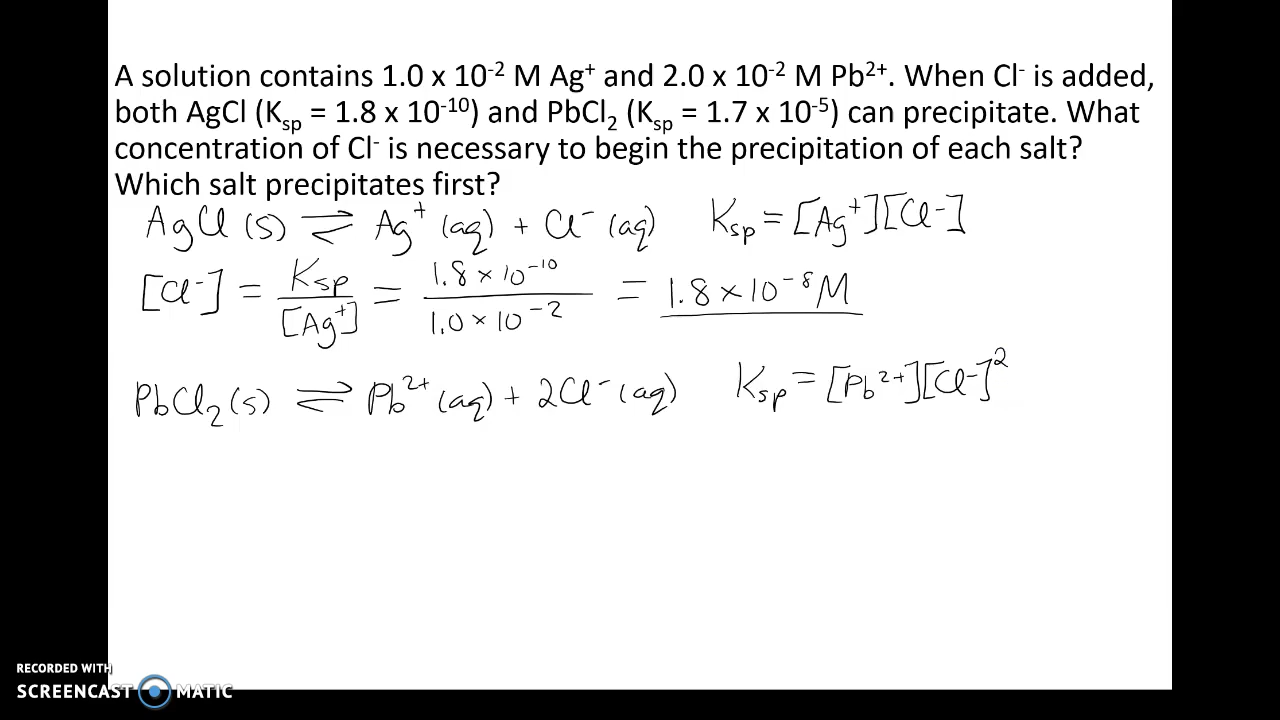 A solution contains 1.0 x 10⁻² M Ag⁺ and 2.0 x 10⁻² M Pb²⁺. When Cl⁻ is added,
both AgCl (Kₛₚ = 1.8 x 10⁻¹⁰) and PbCl₂ (Kₛₚ = 1.7 x 10⁻⁵) can precipitate. What
concentration of Cl⁻ is necessary to begin the precipitation of each salt?
Which salt precipitates first?
AgCl (s) ⇌ Ag⁺ (aq) + Cl⁻ (aq) Kₛₚ = [Ag⁺][Cl⁻]
[Cl⁻] = Kₛₚ / [Ag⁺] = 1.8 × 10⁻¹⁰ / 1.0 × 10⁻² = 1.8 × 10⁻⁸ M
PbCl₂ (s) ⇌ Pb²⁺ (aq) + 2Cl⁻ (aq) Kₛₚ = [Pb²⁺][Cl⁻]²
RECORDED WITH
SCREENCAST MATIC